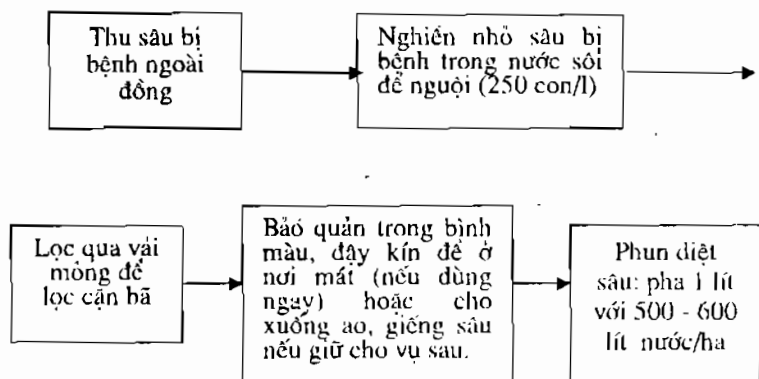 Thu sâu bị
bệnh ngoài
đồng
Nghiền nhỏ sâu bị
bệnh trong nước sôi
để nguội (250 con/l)
Lọc qua vải
mỏng để
lọc cặn bã
Bảo quản trong bình
màu, đậy kín để ở
nơi mát (nếu dùng
ngay) hoặc cho
xuống ao, giếng sâu
nếu giữ cho vụ sau.
Phun diệt
sâu: pha 1 lít
với 500 - 600
lít nước/ha